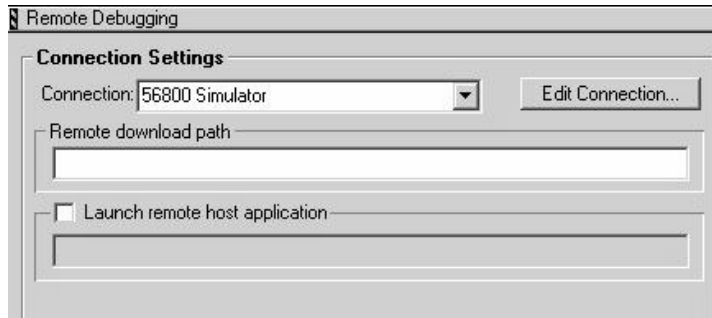 Remote Debugging
Connection Settings
Connection: 56800 Simulator Edit Connection...
Remote download path
Launch remote host application